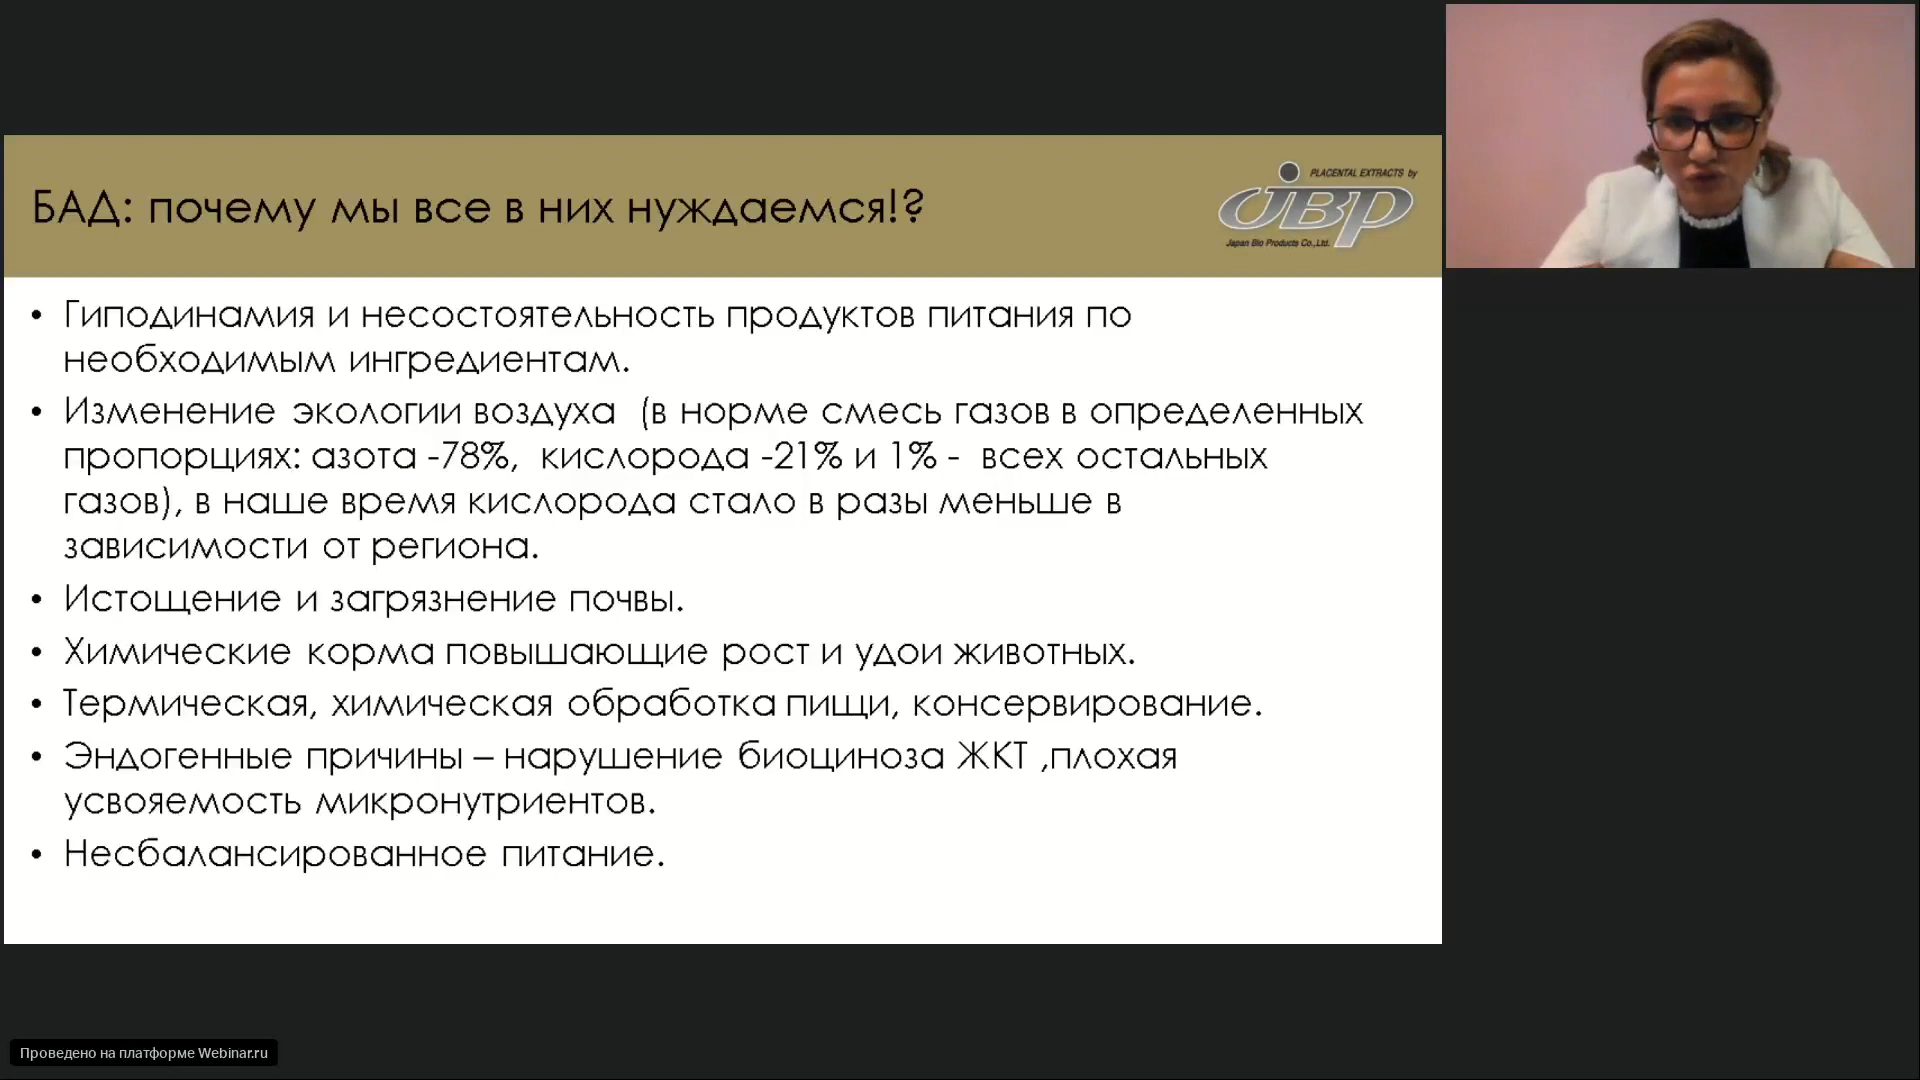 БАД: почему мы все в них нуждаемся!?
PLACENTAL EXTRACTS by
JBP
Japan Bio Products Co.,Ltd.
• Гиподинамия и несостоятельность продуктов питания по
необходимым ингредиентам.
• Изменение экологии воздуха (в норме смесь газов в определенных
пропорциях: азота -78%, кислорода -21% и 1% - всех остальных
газов), в наше время кислорода стало в разы меньше в
зависимости от региона.
• Истощение и загрязнение почвы.
• Химические корма повышающие рост и удои животных.
• Термическая, химическая обработка пищи, консервирование.
• Эндогенные причины – нарушение биоциноза ЖКТ ,плохая
усвояемость микронутриентов.
• Несбалансированное питание.
Проведено на платформе Webinar.ru